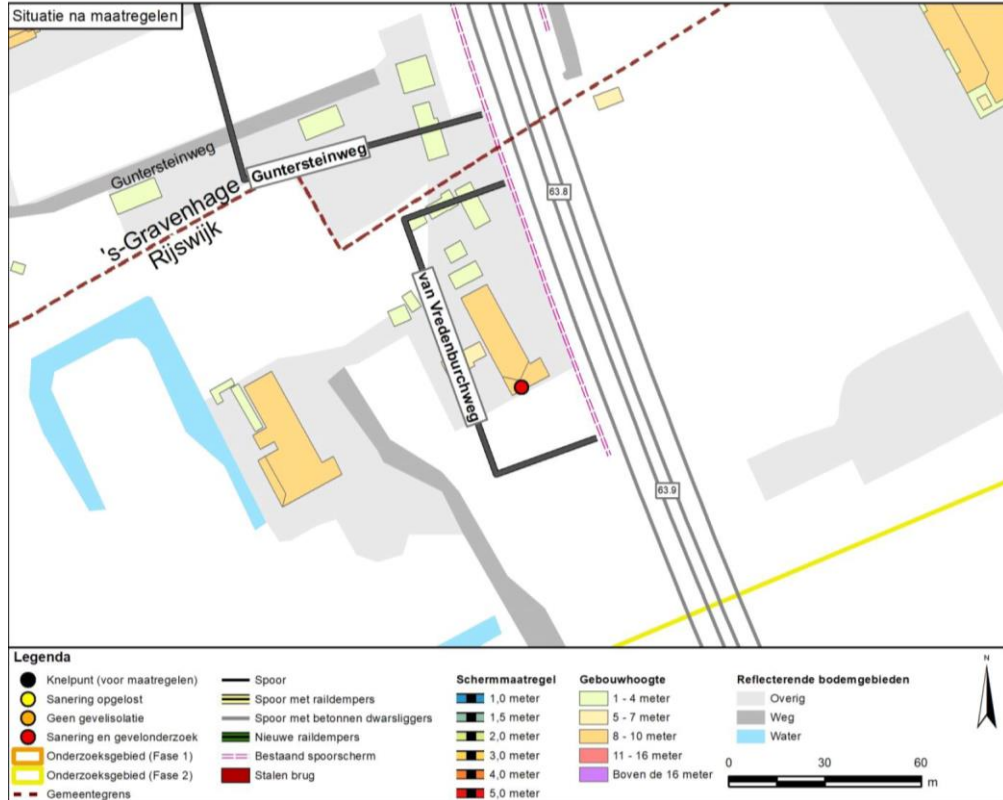 Situatie na maatregelen
Guntersteinweg
Guntersteinweg
's-Gravenhage
Rijswijk
van Vredenburchweg
63.8
63.9
Legenda
Knelpunt (voor maatregelen)
Sanering opgelost
Geen gevelisolatie
Sanering en gevelonderzoek
Onderzoeksgebied (Fase 1)
Onderzoeksgebied (Fase 2)
Gemeentegrens
Spoor
Spoor met raildempers
Spoor met betonnen dwarsliggers
Nieuwe raildempers
Bestaand spoorscherm
Stalen brug
Schermmaatregel
1,0 meter
1,5 meter
2,0 meter
3,0 meter
4,0 meter
5,0 meter
Gebouwhoogte
1 - 4 meter
5 - 7 meter
8 - 10 meter
11 - 16 meter
Boven de 16 meter
Reflecterende bodemgebieden
Overig
Weg
Water
N
0 30 60
m